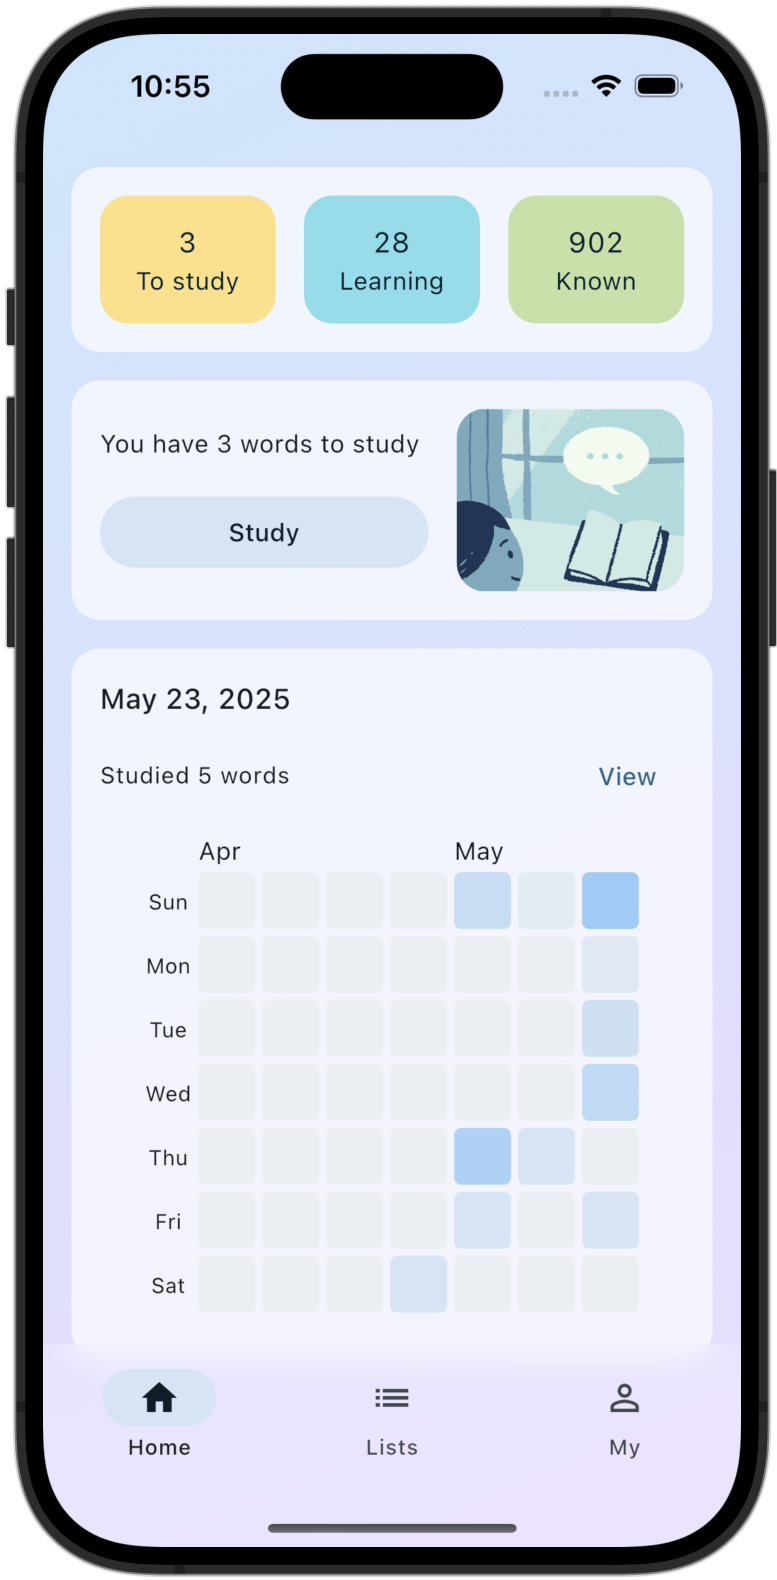 10:55
3
To study
28
Learning
902
Known
You have 3 words to study
Study
May 23, 2025
Studied 5 words
View
Apr May
Sun
Mon
Tue
Wed
Thu
Fri
Sat
Home
Lists
My